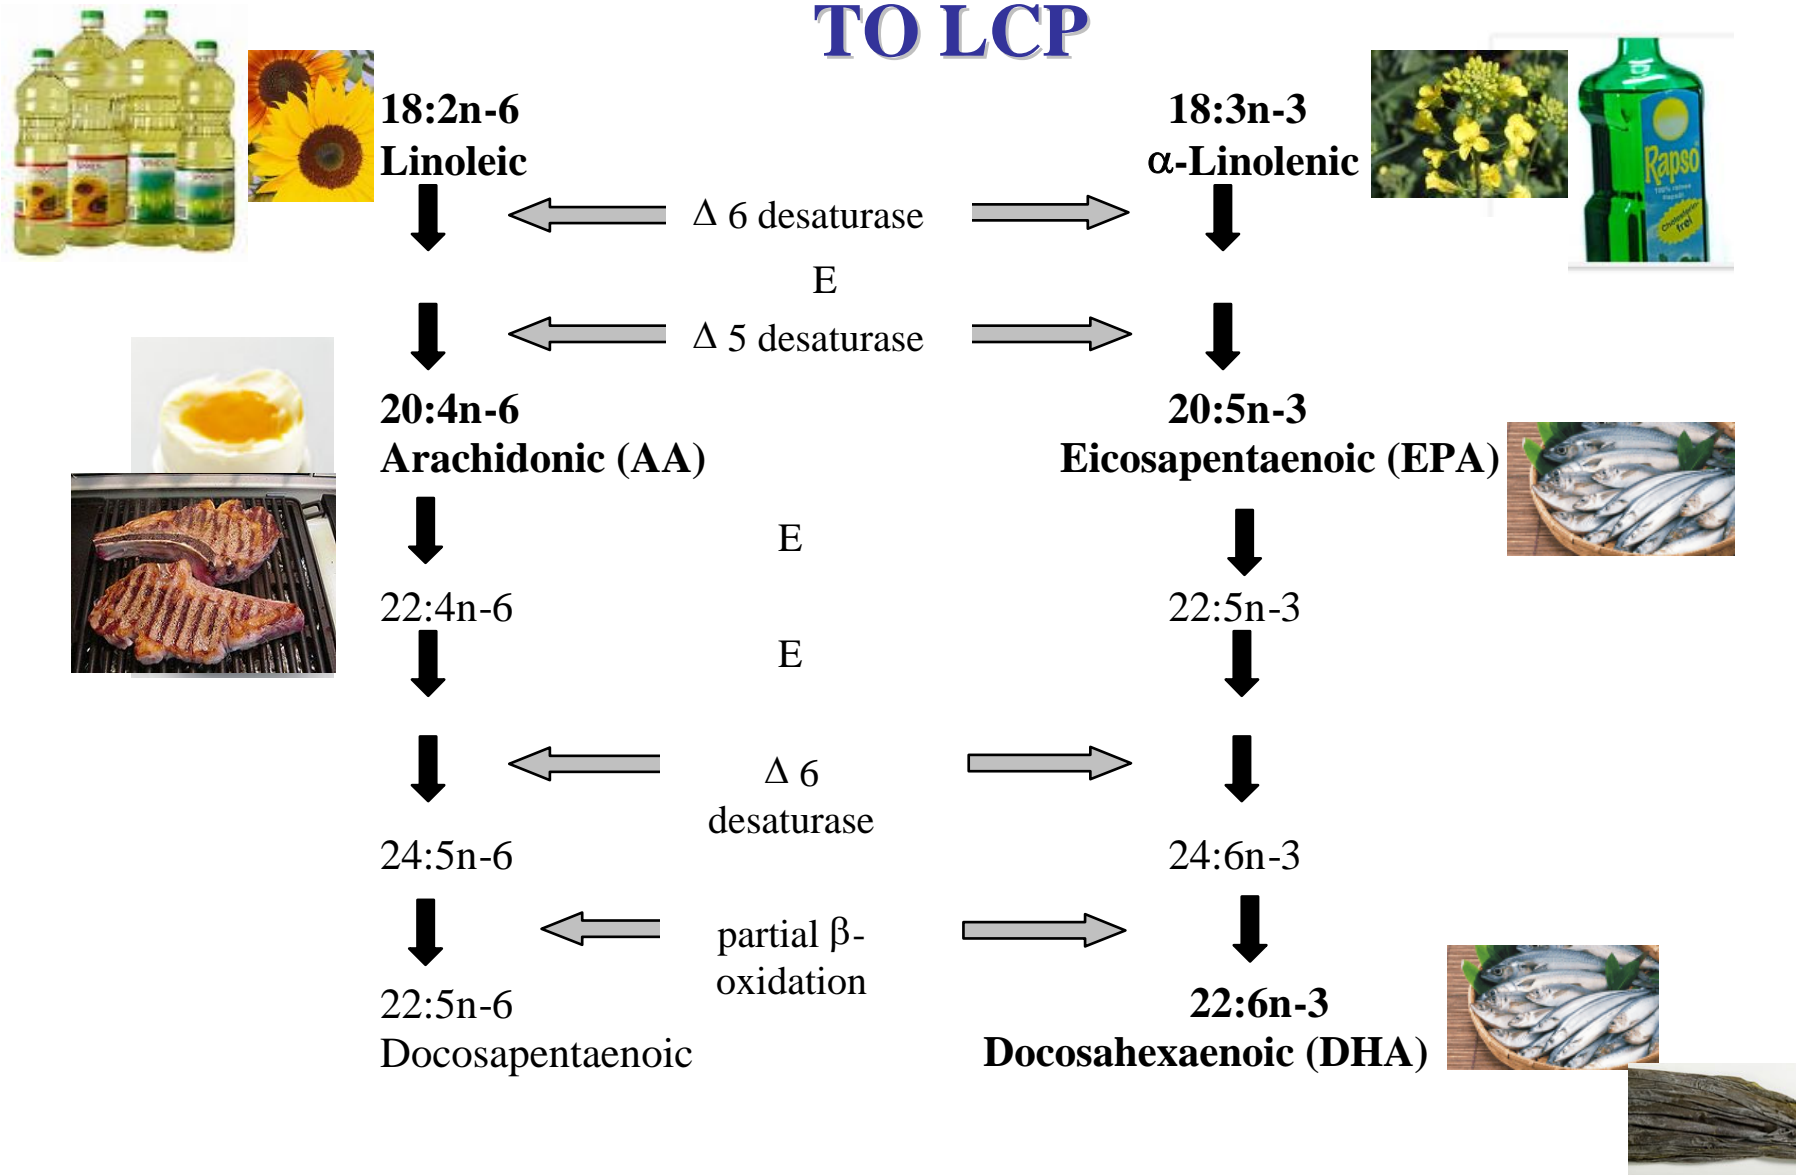 TO LCP
18:2n-6
Linoleic
18:3n-3
α-Linolenic
Δ 6 desaturase
E
Δ 5 desaturase
20:4n-6
Arachidonic (AA)
20:5n-3
Eicosapentaenoic (EPA)
E
22:4n-6
22:5n-3
E
Δ 6
desaturase
24:5n-6
24:6n-3
partial β-
oxidation
22:5n-6
Docosapentaenoic
22:6n-3
Docosahexaenoic (DHA)
Rapso
Cholesterin-
frei